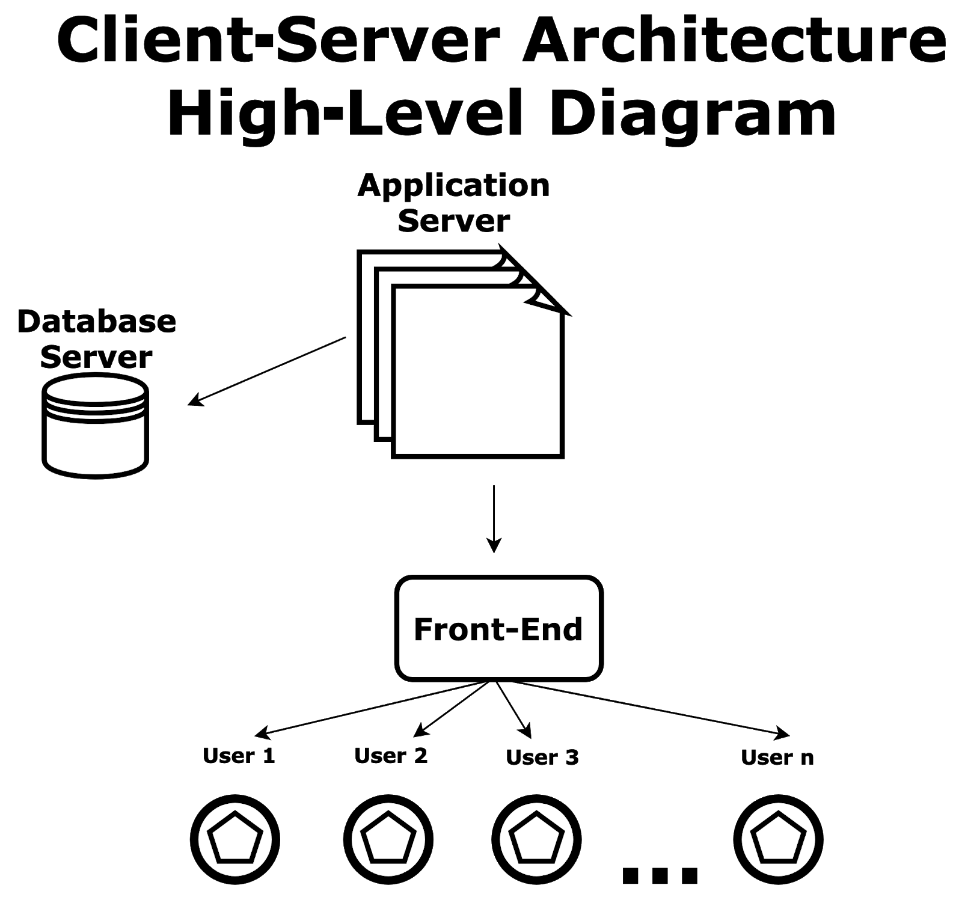 Client-Server Architecture
High-Level Diagram
Application
Server
Database
Server
Front-End
User 1
User 2
User 3
User n
...